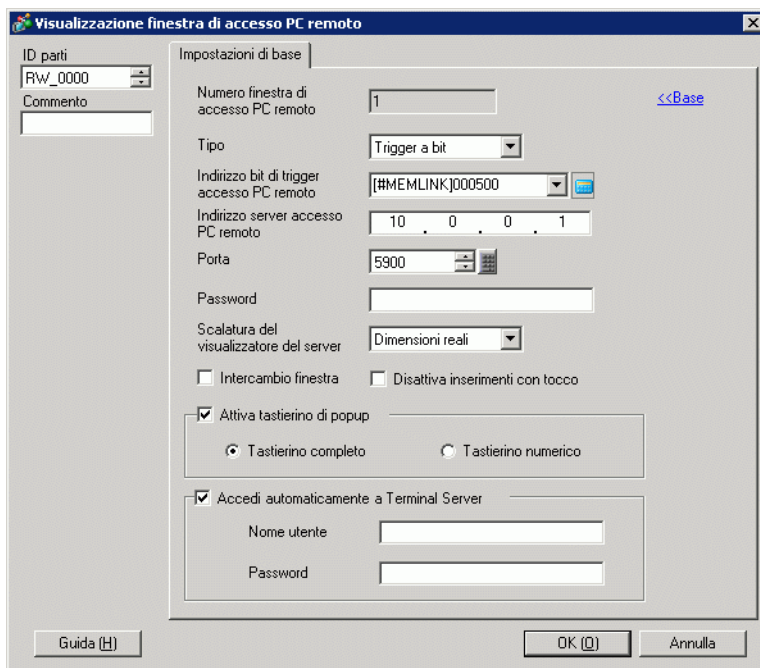 Visualizzazione finestra di accesso PC remoto
ID parti
RW_0000
Commento
Impostazioni di base
Numero finestra di
accesso PC remoto
1
<<Base
Tipo
Trigger a bit
Indirizzo bit di trigger
accesso PC remoto
[#MEMLINK]000500
Indirizzo server accesso
PC remoto
10 . 0 . 0 . 1
Porta
5900
Password
Scalatura del
visualizzatore del server
Dimensioni reali
Intercambio finestra
Disattiva inserimenti con tocco
Attiva tastierino di popup
Tastierino completo
Tastierino numerico
Accedi automaticamente a Terminal Server
Nome utente
Password
Guida (H)
OK (O)
Annulla